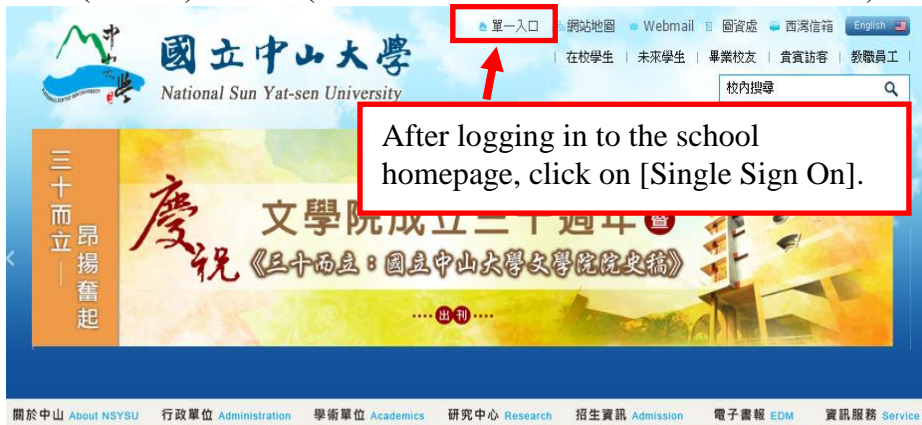 單一入口 網站地圖 Webmail 圖資處 西灣信箱 English
國立中山大學
National Sun Yat-sen University
在校學生 | 未來學生 | 畢業校友 | 貴賓訪客 | 教職員工 |
校內搜尋
After logging in to the school
homepage, click on [Single Sign On].
三十而立——
昂揚奮起
慶祝
文學院成立三十週年暨
《三十而立：國立中山大學文學院院史稿》
····出刊····
關於中山 About NSYSU 行政單位 Administration 學術單位 Academics 研究中心 Research 招生資訊 Admission 電子書報 EDM 資訊服務 Service